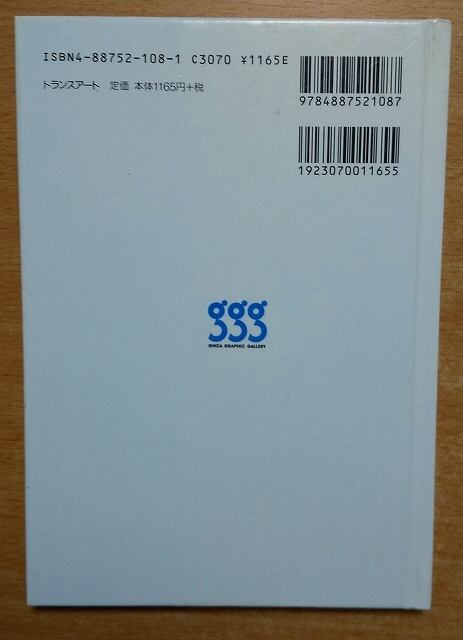 ISBN4-88752-108-1 C3070 ¥1165E
トランスアート 定価 本体1165円+税
9784887521087
1923070011655
ggg
GINZA GRAPHIC GALLERY